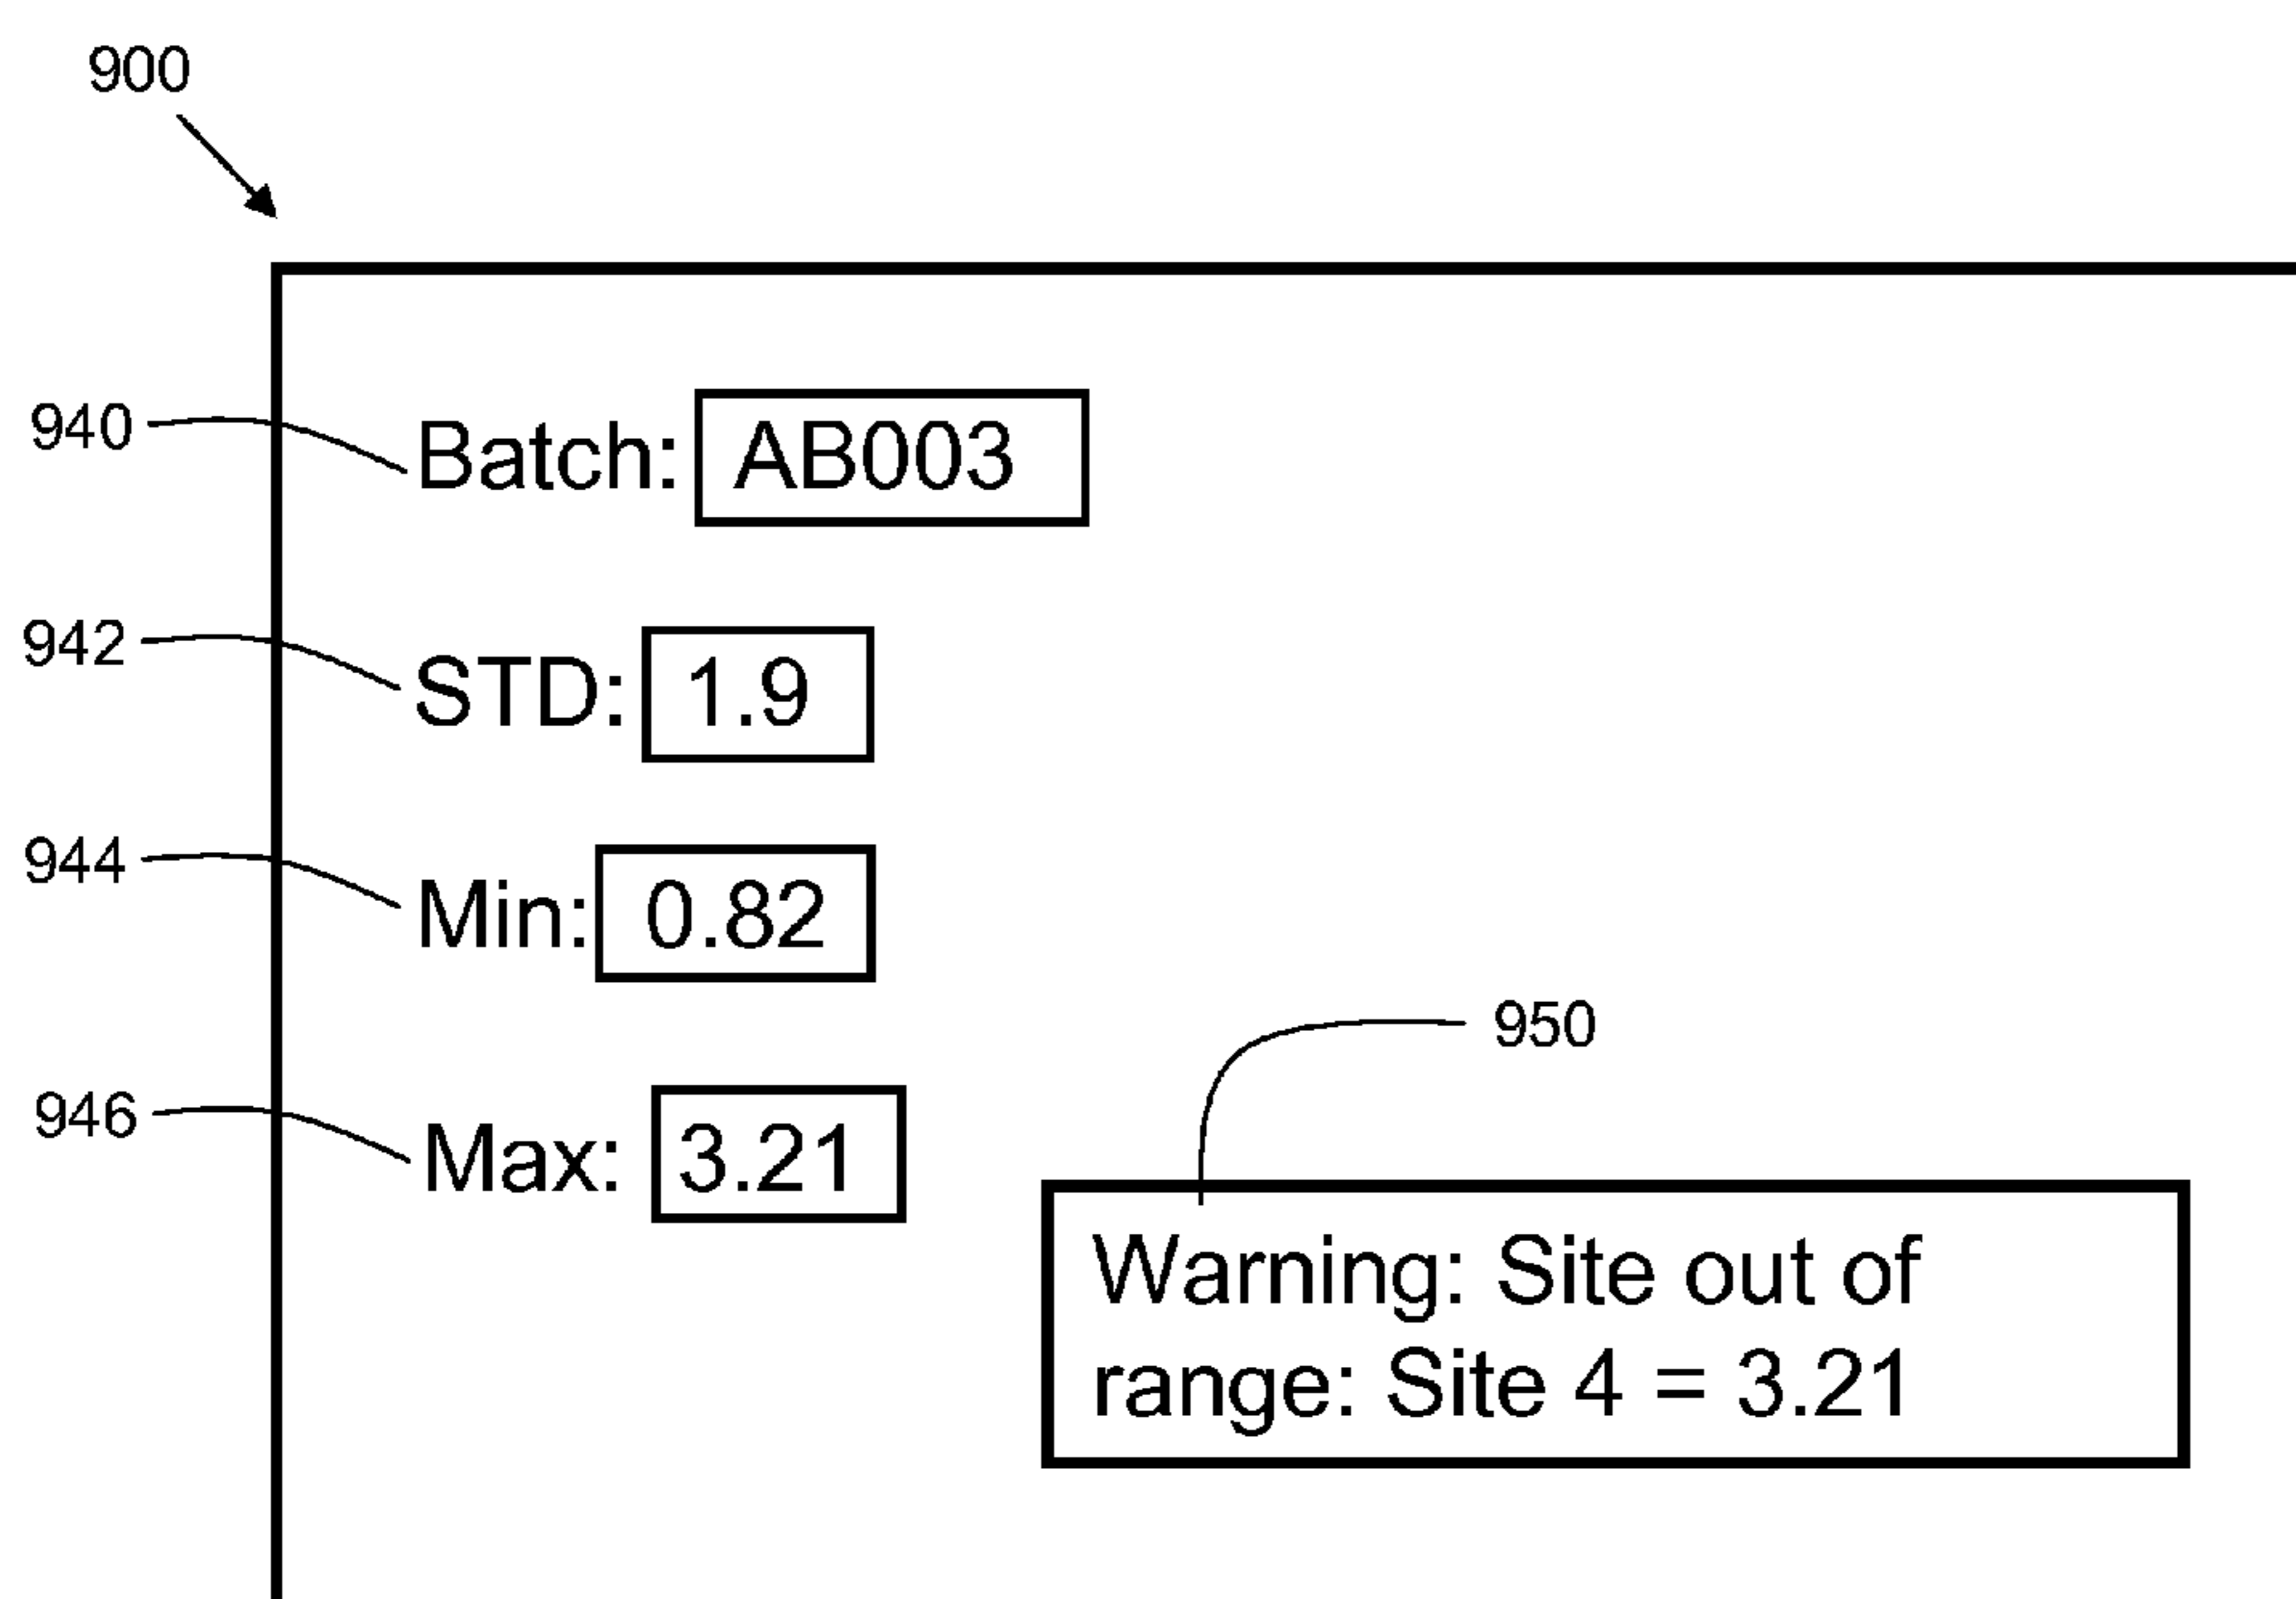 900
940 Batch: AB003
942 STD: 1.9
944 Min: 0.82
950
946 Max: 3.21
Warning: Site out of
range: Site 4 = 3.21